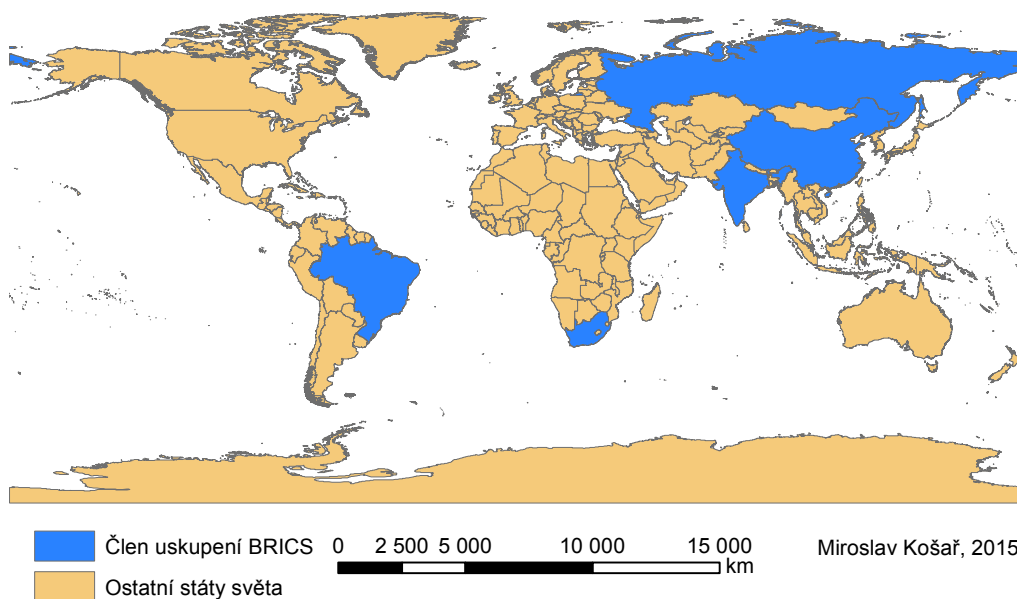 Člen uskupení BRICS
Ostatní státy světa
0 2 500 5 000 10 000 15 000
km
Miroslav Košař, 2015